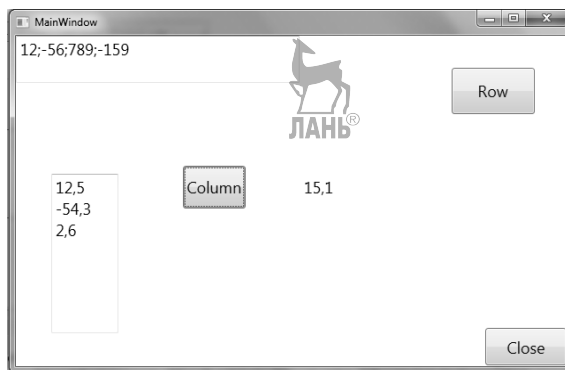 MainWindow
12;-56;789;-159
ЛАНЬ®
Row
12,5
-54,3
2,6
Column
15,1
Close